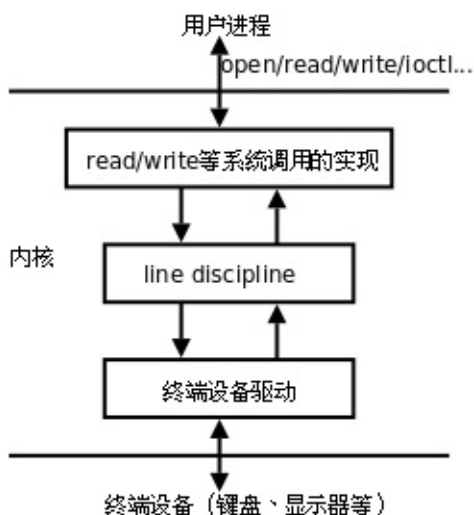 用户进程
open/read/write/ioctl...
read/write等系统调用的实现
内核
line discipline
终端设备驱动
终端设备（键盘、显示器等）